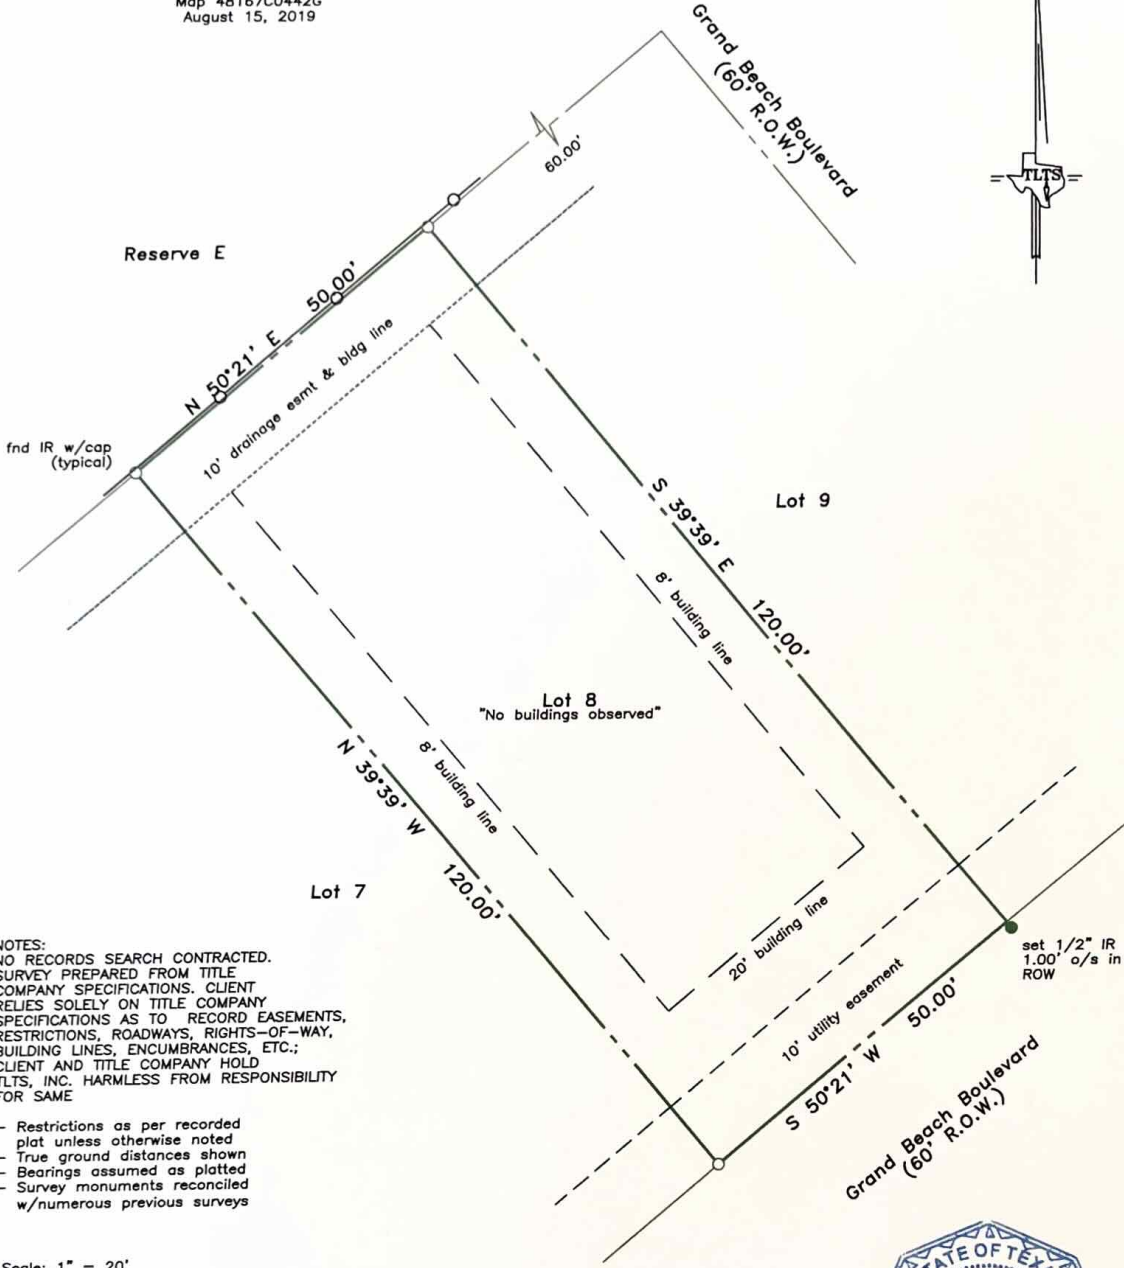 Map 48167C0442G
August 15, 2019
Grand Beach Boulevard
(60' R.O.W.)
60.00'
TLTS
Reserve E
N 50°21' E 50.00'
10' drainage esmt & bldg line
fnd IR w/cap
(typical)
S 39°39' E 120.00'
Lot 9
8' building line
Lot 8
"No buildings observed"
8' building line
N 39°39' W 120.00'
Lot 7
20' building line
10' utility easement
set 1/2" IR
1.00' o/s in
ROW
S 50°21' W 50.00'
Grand Beach Boulevard
(60' R.O.W.)
NOTES:
NO RECORDS SEARCH CONTRACTED.
SURVEY PREPARED FROM TITLE
COMPANY SPECIFICATIONS. CLIENT
RELIES SOLELY ON TITLE COMPANY
SPECIFICATIONS AS TO RECORD EASEMENTS,
RESTRICTIONS, ROADWAYS, RIGHTS-OF-WAY,
BUILDING LINES, ENCUMBRANCES, ETC.;
CLIENT AND TITLE COMPANY HOLD
TLTS, INC. HARMLESS FROM RESPONSIBILITY
FOR SAME
- Restrictions as per recorded
plat unless otherwise noted
- True ground distances shown
- Bearings assumed as platted
- Survey monuments reconciled
w/numerous previous surveys
Scale: 1" = 20'
STATE OF TEXAS